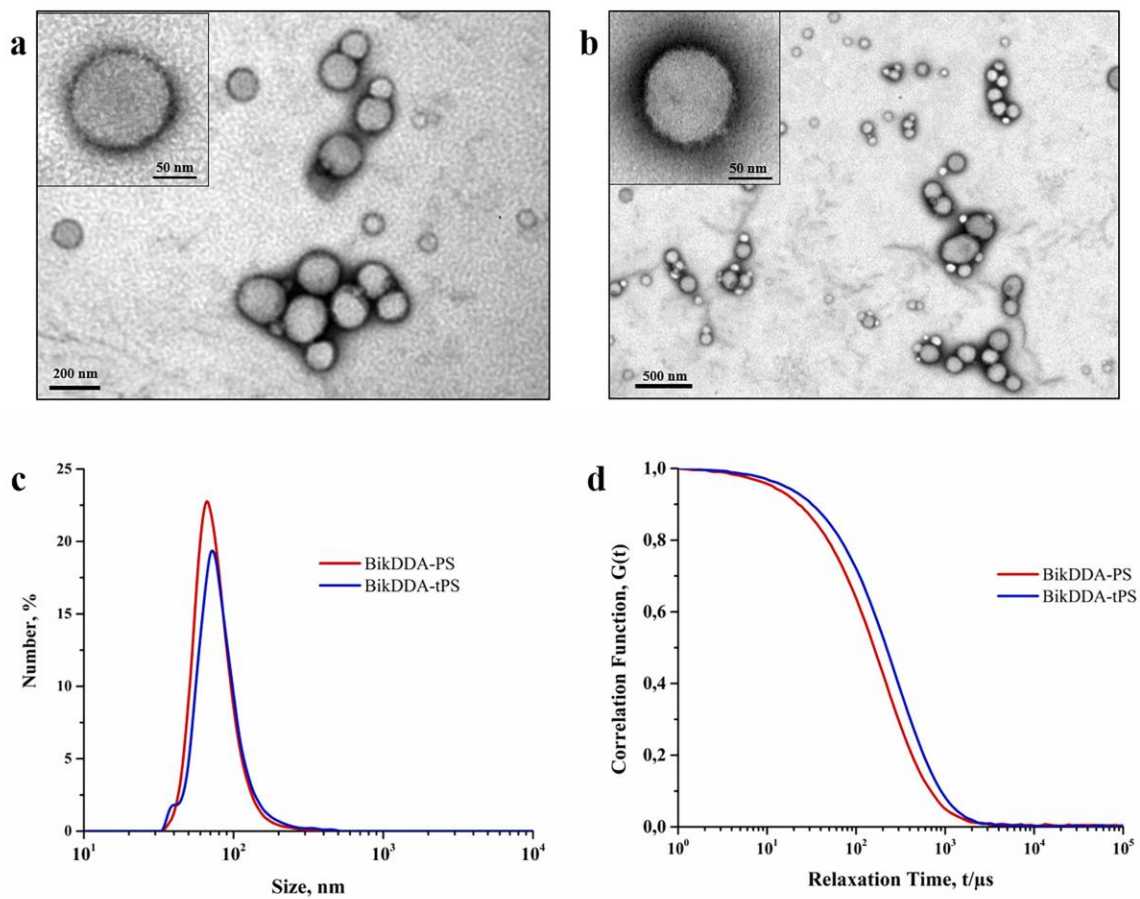 a
50 nm
200 nm
b
50 nm
500 nm
c
25
20
15
10
5
0
Number, %
BikDDA-PS
BikDDA-tPS
10¹
10²
10³
10⁴
Size, nm
d
1,0
0,8
0,6
0,4
0,2
0,0
Correlation Function, G(t)
BikDDA-PS
BikDDA-tPS
10⁰
10¹
10²
10³
10⁴
10⁵
Relaxation Time, t/µs